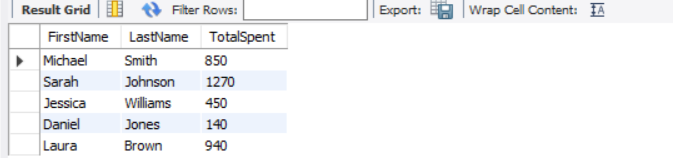 Result Grid Filter Rows: Export: Wrap Cell Content: IA
FirstName LastName TotalSpent
Michael Smith 850
Sarah Johnson 1270
Jessica Williams 450
Daniel Jones 140
Laura Brown 940